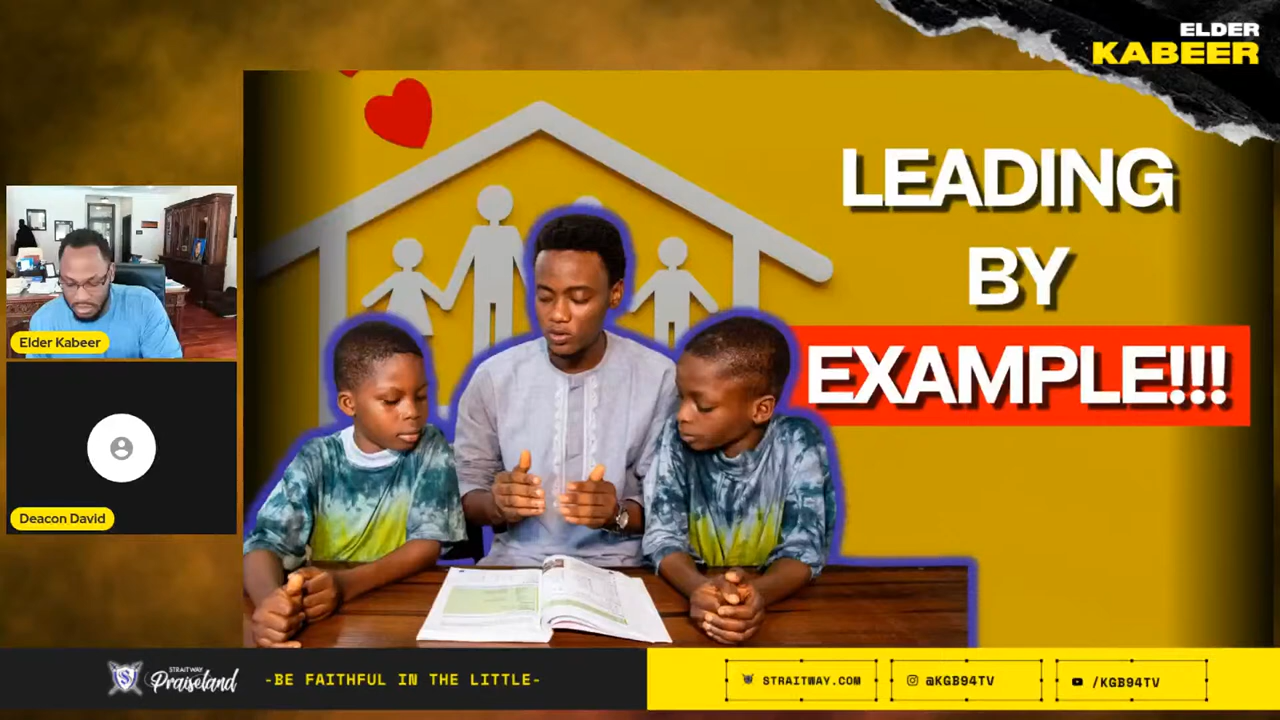 ELDER
KABEER
LEADING
BY
EXAMPLE!!!
Elder Kabeer
Deacon David
STRAITWAY
Praiseland
-BE FAITHFUL IN THE LITTLE-
STRAITWAY.COM
@KGB94TV
/KGB94TV